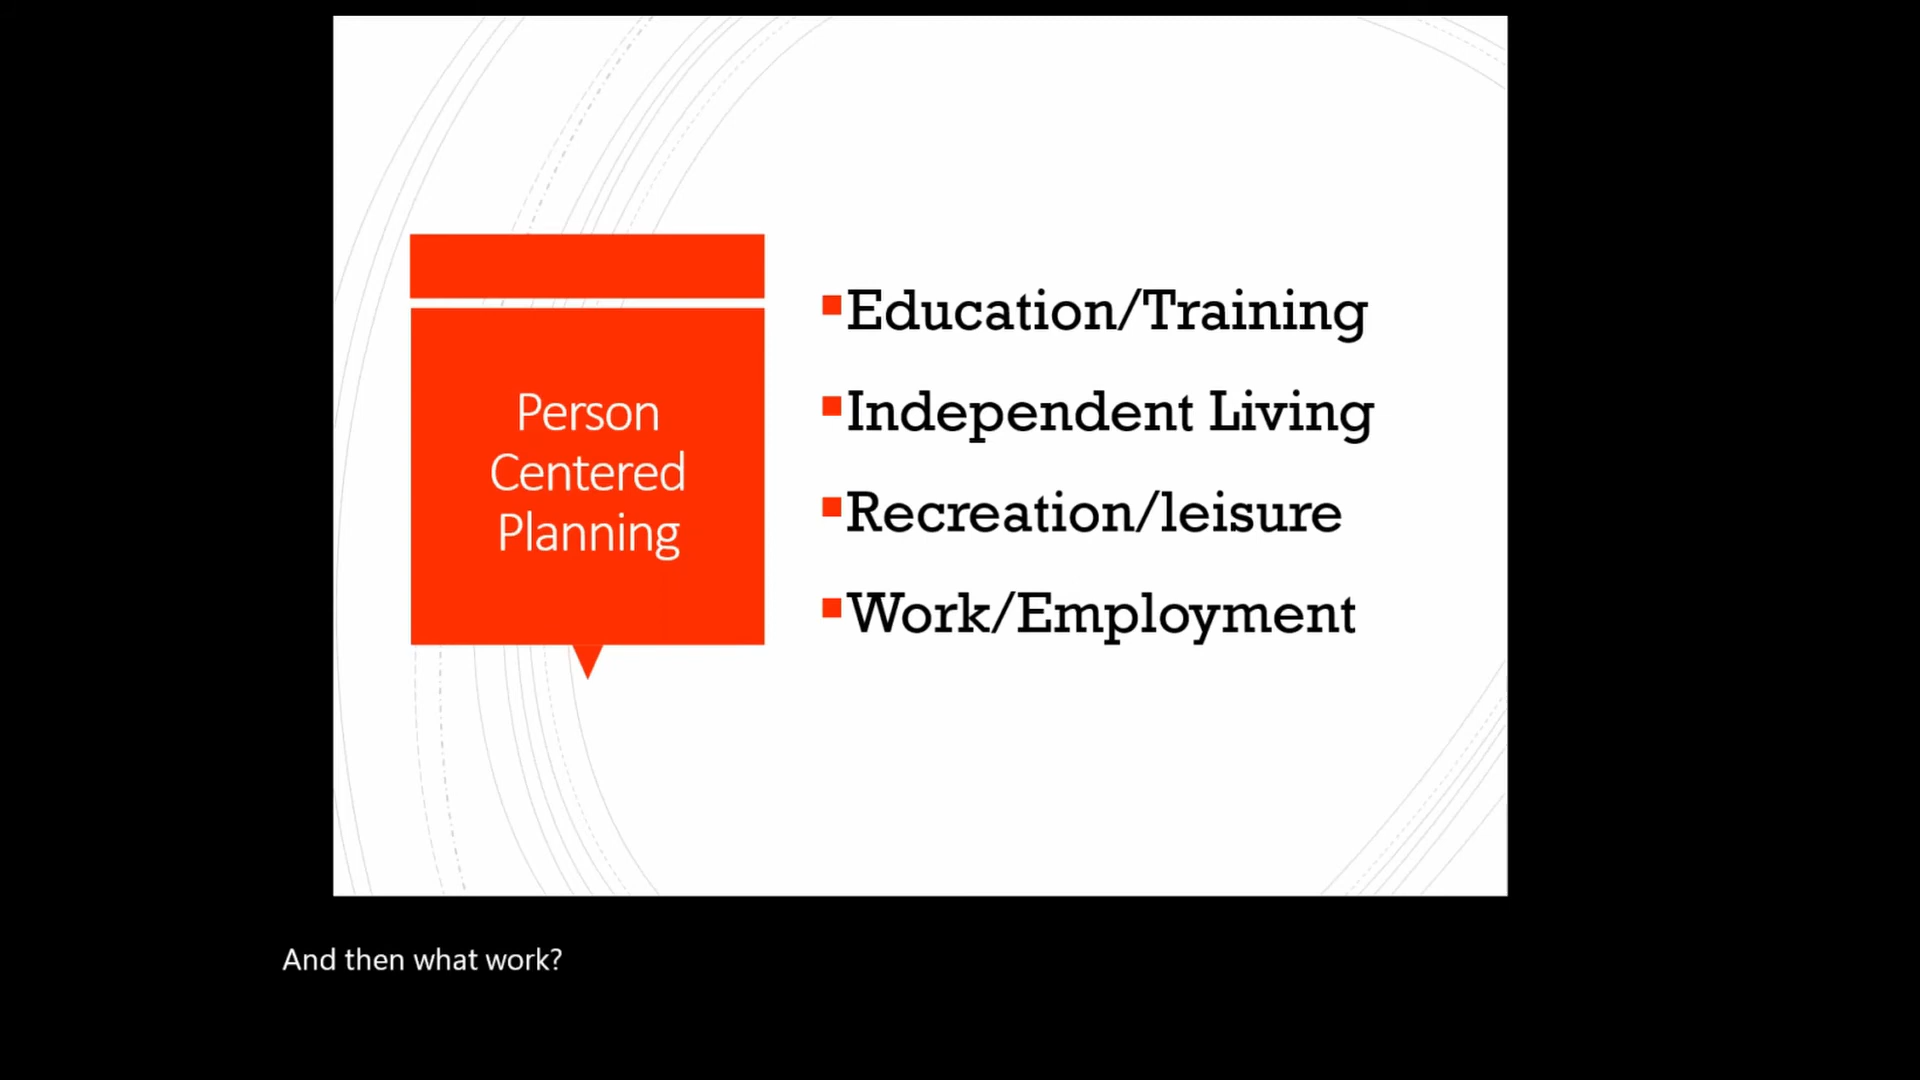 Person
Centered
Planning
Education/Training
Independent Living
Recreation/leisure
Work/Employment
And then what work?